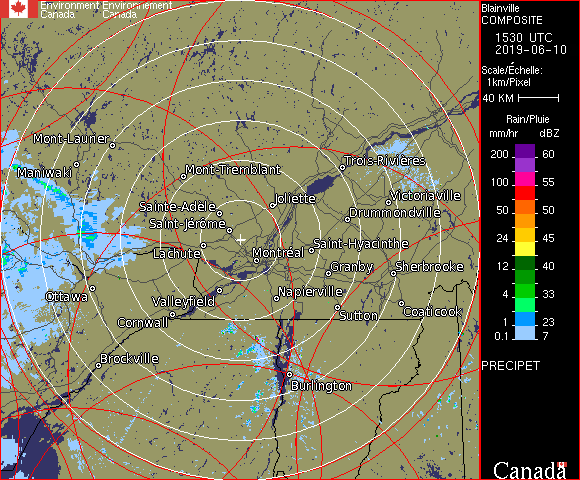 Environment Environnement
Canada Canada
Blainville
COMPOSITE
1530 UTC
2019-06-10
Scale/Échelle:
1km/Pixel
40 KM
Rain/Pluie
mm/hr dBZ
200 60
150 57
100 55
50 50
24 45
12 40
4 33
1 23
0.1 7
PRECIPET
Canada
Mont-Laurier
Maniwaki
Mont-Tremblant
Trois-Rivières
Joliette
Victoriaville
Sainte-Adèle
Drummondville
Saint-Jérôme
Saint-Hyacinthe
Lachute
Montréal
Granby
Sherbrooke
Ottawa
Valleyfield
Napierville
Coaticook
Cornwall
Sutton
Brockville
Burlington